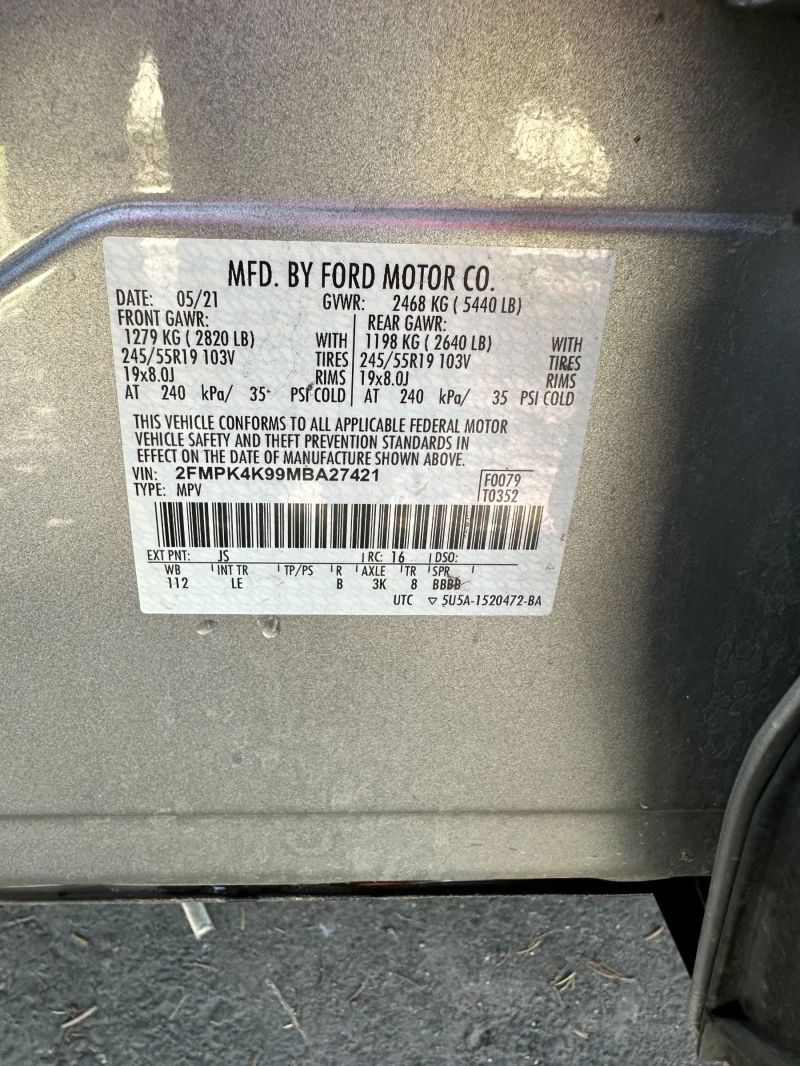 MFD. BY FORD MOTOR CO.
DATE: 05/21 GVWR: 2468 KG ( 5440 LB)
FRONT GAWR: REAR GAWR:
1279 KG ( 2820 LB) WITH 1198 KG ( 2640 LB) WITH
245/55R19 103V TIRES 245/55R19 103V TIRES
19x8.0J RIMS 19x8.0J RIMS
AT 240 kPa/ 35 PSI COLD AT 240 kPa/ 35 PSI COLD
THIS VEHICLE CONFORMS TO ALL APPLICABLE FEDERAL MOTOR
VEHICLE SAFETY AND THEFT PREVENTION STANDARDS IN
EFFECT ON THE DATE OF MANUFACTURE SHOWN ABOVE.
VIN: 2FMPK4K99MBA27421 F0079
TYPE: MPV T0352
EXT PNT: JS RC: 16 DSO:
WB INT TR TP/PS R AXLE TR SPR
112 LE B 3K 8 BBBB
UTC ▽ 5U5A-1520472-BA